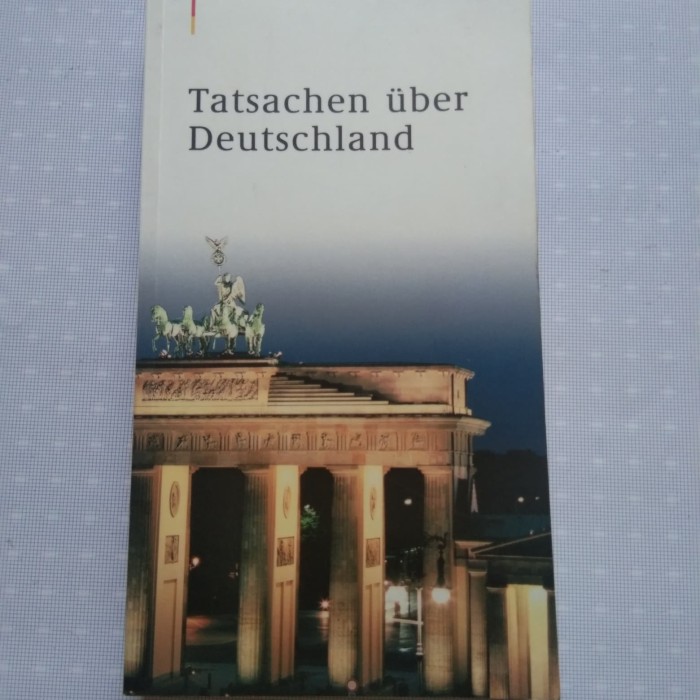 Tatsachen über
Deutschland